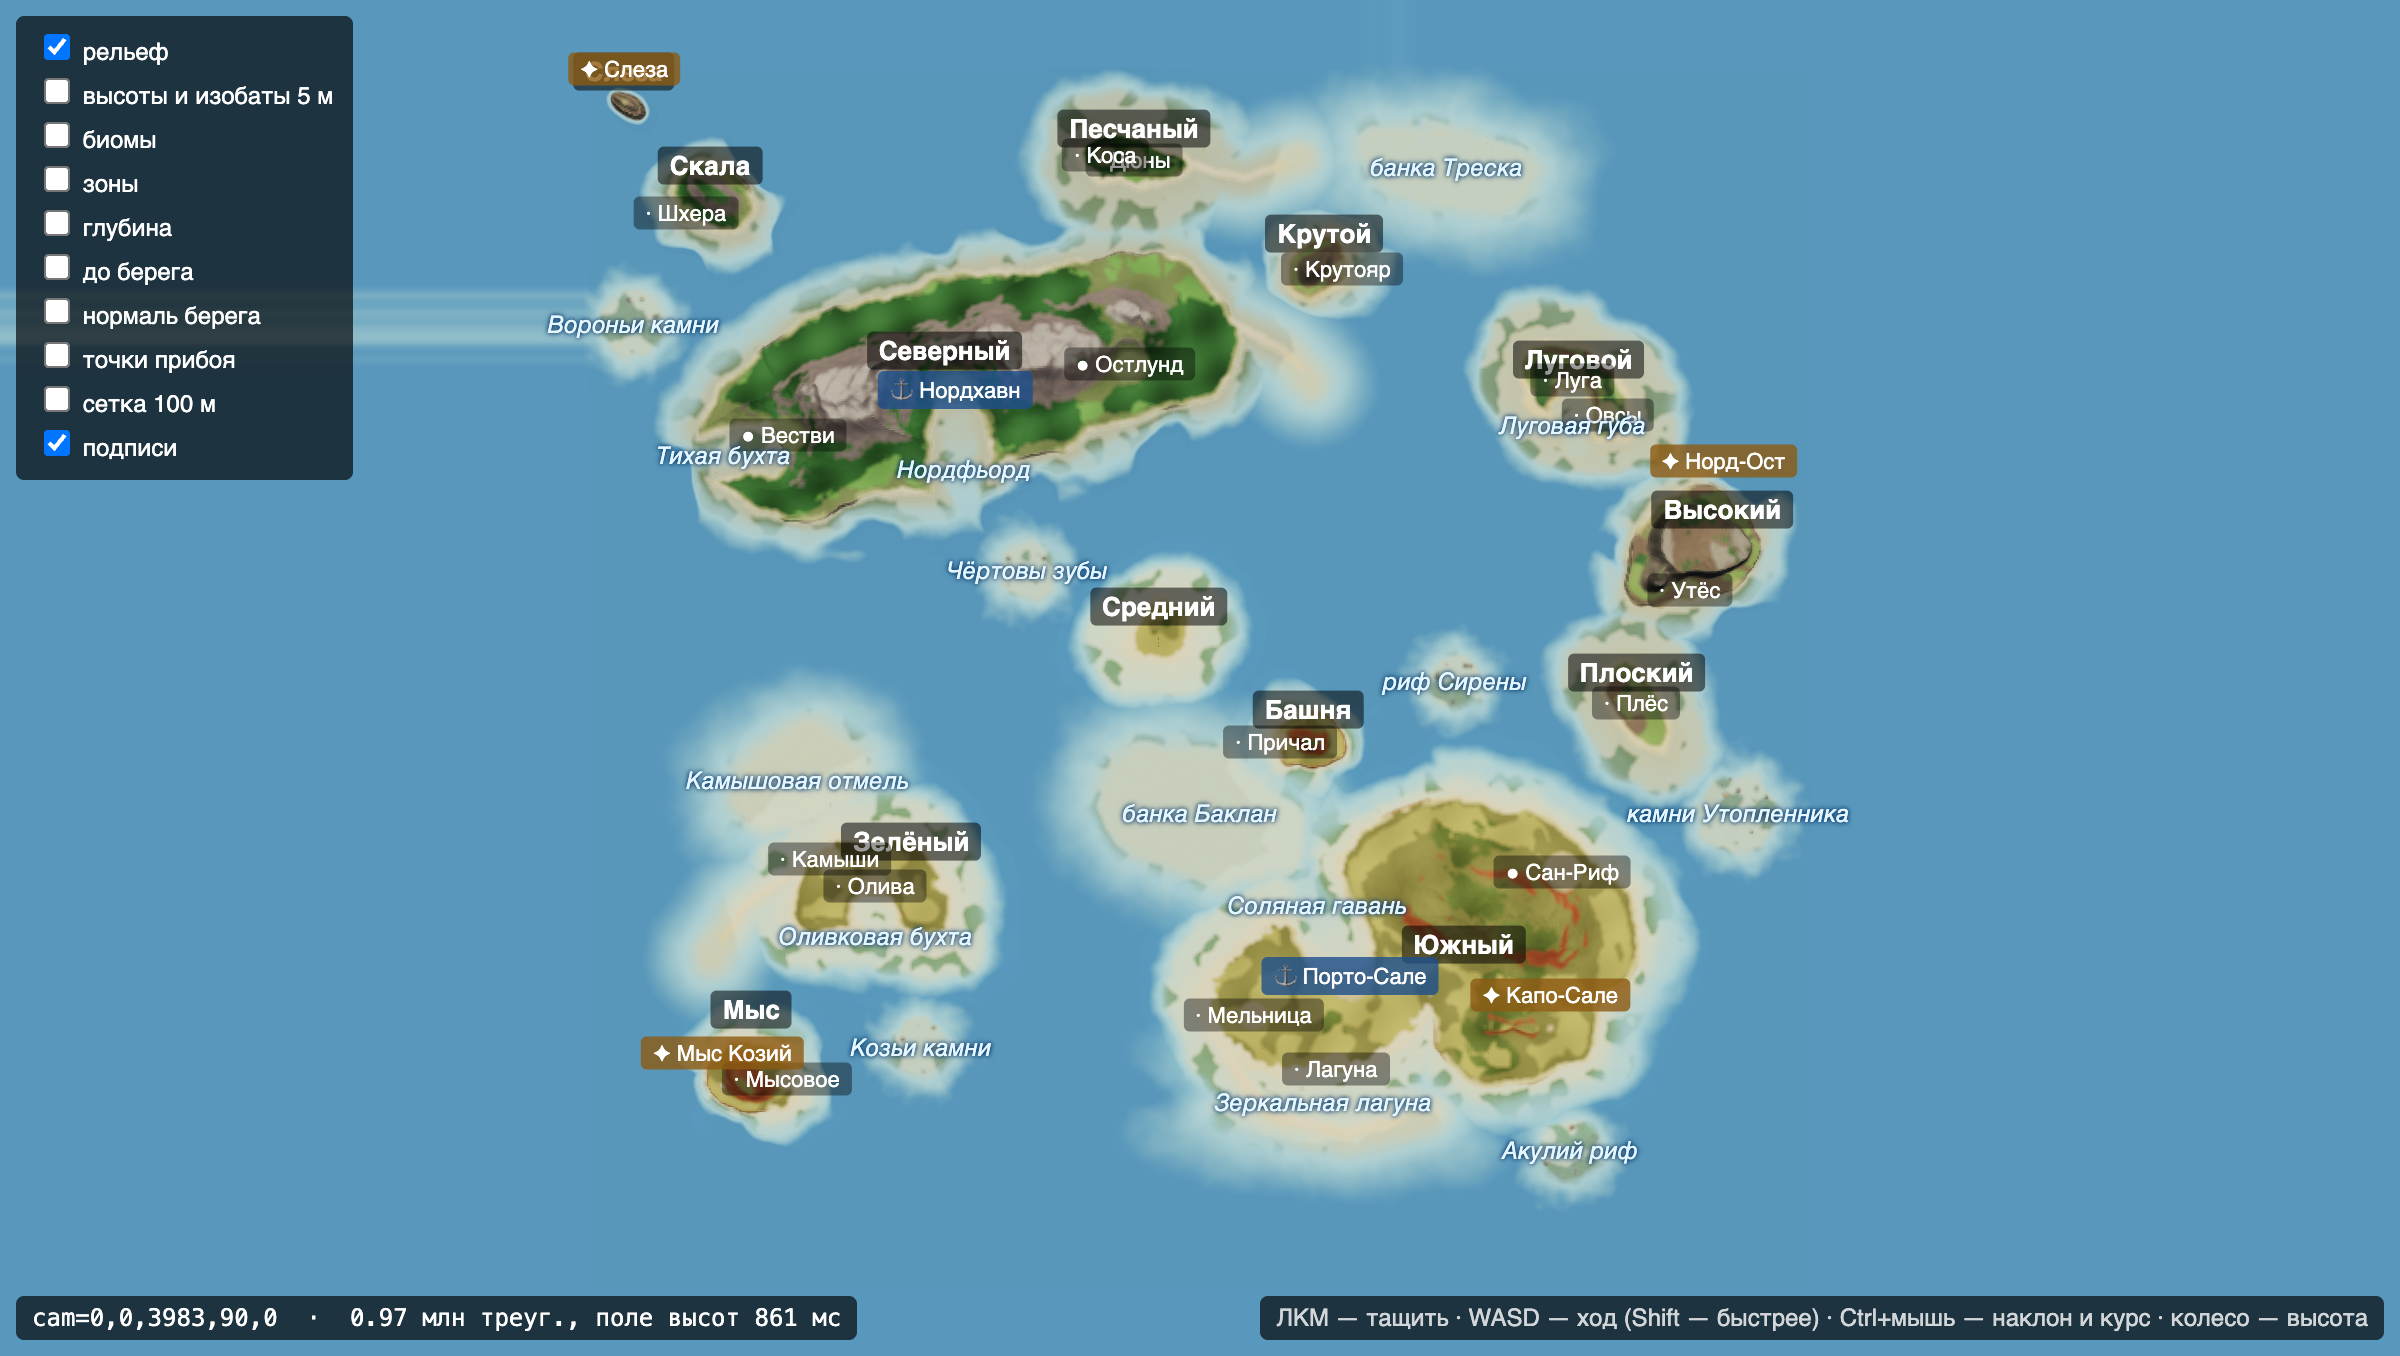 рельеф
высоты и изобаты 5 м
биомы
зоны
глубина
до берега
нормаль берега
точки прибоя
сетка 100 м
подписи
✦ Слеза
Скала
· Шхера
Песчаный
· Коса
Дюны
банка Треска
Крутой
· Крутояр
Вороньи камни
Северный
⚓ Нордхавн
● Остлунд
● Вестви
Тихая бухта
Нордфьорд
Луговой
· Луга
· Овсы
Луговая губа
✦ Норд-Ост
Высокий
· Утёс
Чёртовы зубы
Средний
риф Сирены
Плоский
· Плёс
Башня
· Причал
Камышовая отмель
банка Баклан
камни Утопленника
Зелёный
· Камыши
· Олива
Оливковая бухта
● Сан-Риф
Соляная гавань
Южный
⚓ Порто-Сале
✦ Капо-Сале
· Мельница
Мыс
✦ Мыс Козий
· Мысовое
Козьи камни
· Лагуна
Зеркальная лагуна
Акулий риф
cam=0,0,3983,90,0 · 0.97 млн треуг., поле высот 861 мс
ЛКМ — тащить · WASD — ход (Shift — быстрее) · Ctrl+мышь — наклон и курс · колесо — высота